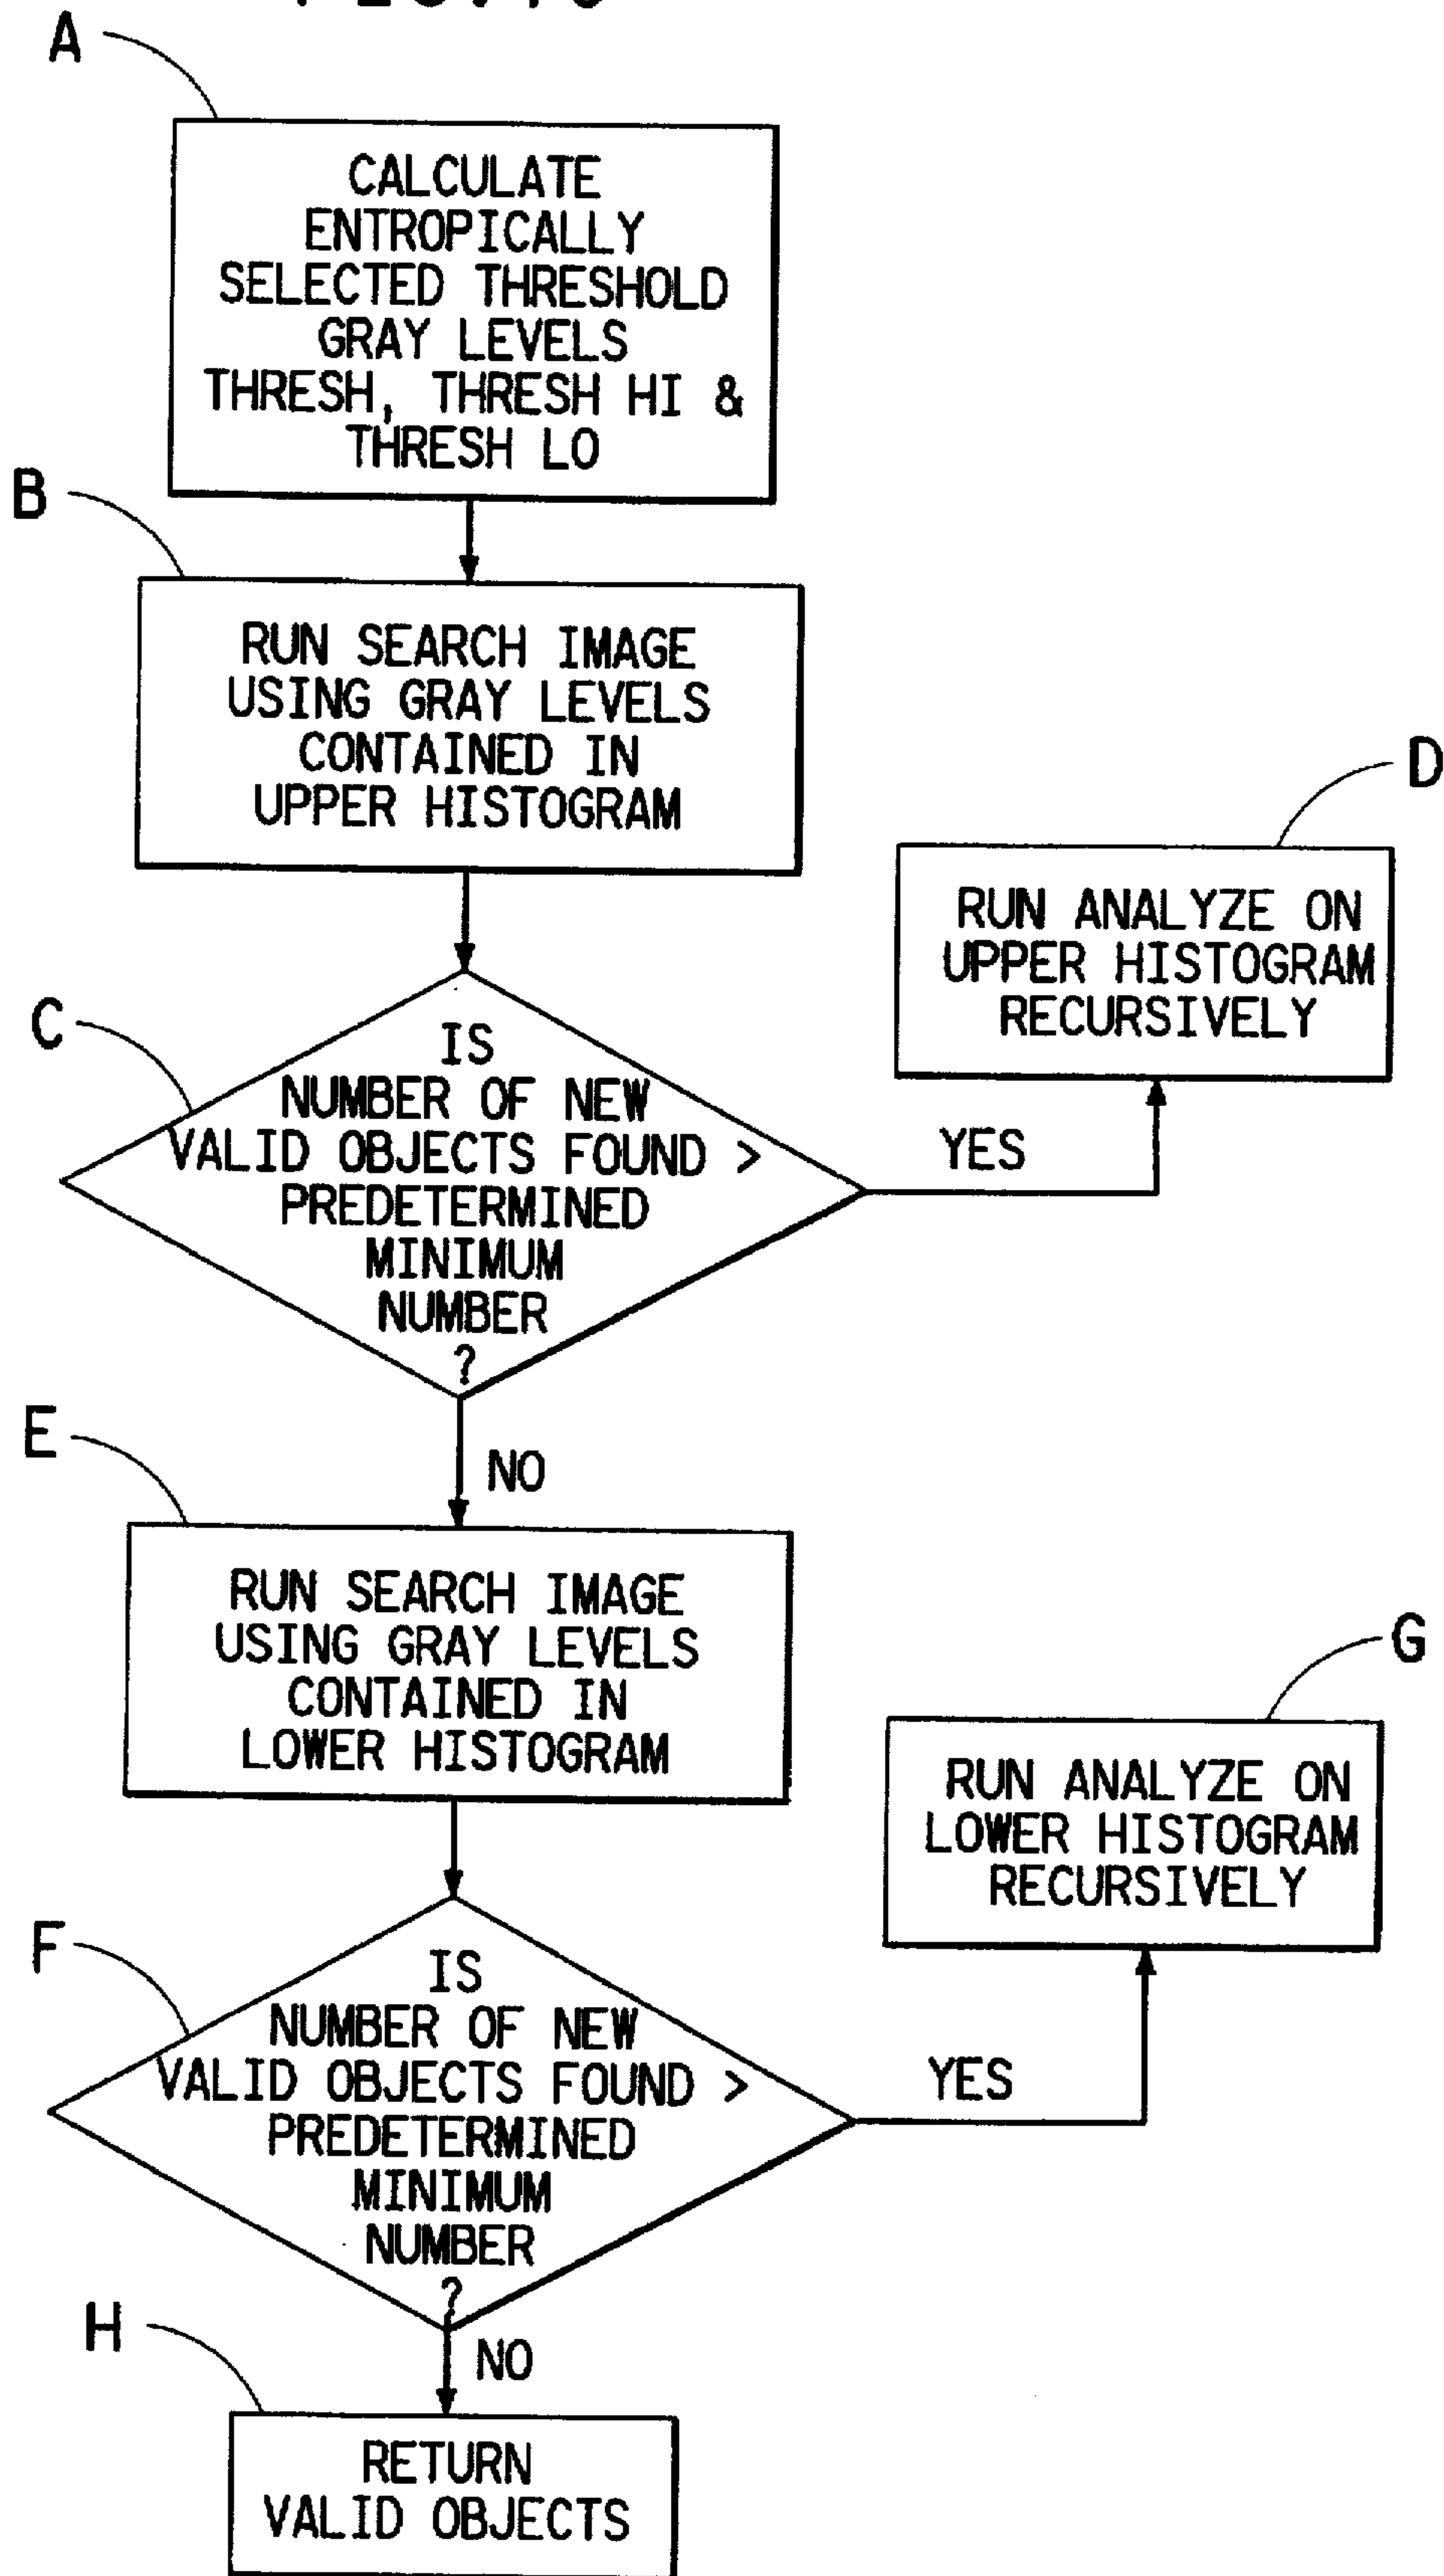 A
CALCULATE
ENTROPICALLY
SELECTED THRESHOLD
GRAY LEVELS
THRESH, THRESH HI &
THRESH LO
B
RUN SEARCH IMAGE
USING GRAY LEVELS
CONTAINED IN
UPPER HISTOGRAM
D
RUN ANALYZE ON
UPPER HISTOGRAM
RECURSIVELY
C
IS
NUMBER OF NEW
VALID OBJECTS FOUND >
PREDETERMINED
MINIMUM
NUMBER
?
YES
NO
E
RUN SEARCH IMAGE
USING GRAY LEVELS
CONTAINED IN
LOWER HISTOGRAM
G
RUN ANALYZE ON
LOWER HISTOGRAM
RECURSIVELY
F
IS
NUMBER OF NEW
VALID OBJECTS FOUND >
PREDETERMINED
MINIMUM
NUMBER
?
YES
NO
H
RETURN
VALID OBJECTS